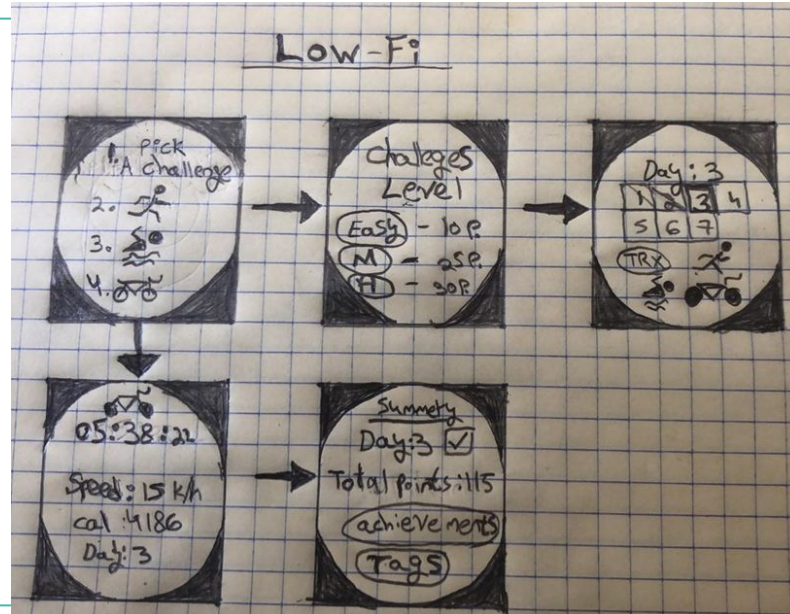 Low-Fi
Pick
A challenge
2.
3.
4.
Challeges
Level
Easy - 10P.
M - 25P.
H - 30P.
Day: 3
1 2 3 4
5 6 7
TRX
05:38:22
Speed: 15 k/h
cal: 4186
Day: 3
Summety
Day: 3
Total points: 115
achievements
Tags